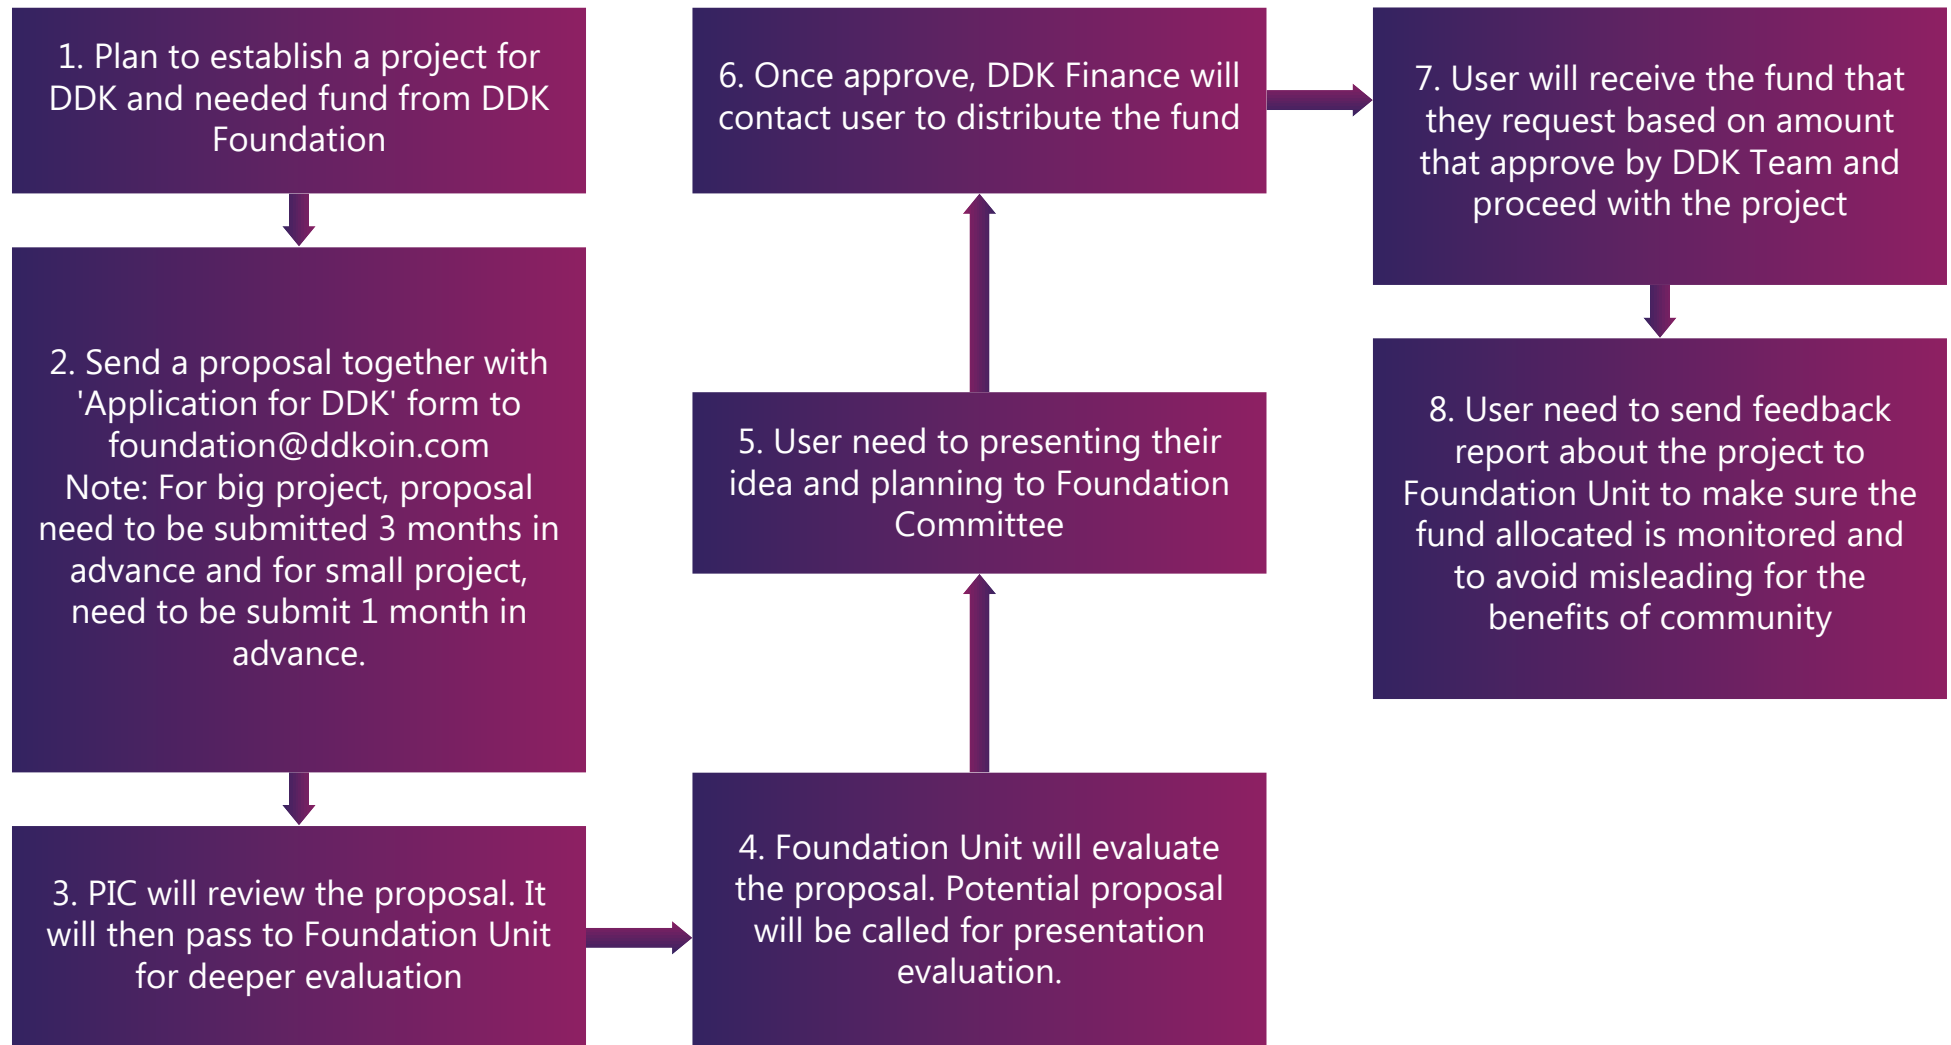 1. Plan to establish a project for
DDK and needed fund from DDK
Foundation
2. Send a proposal together with
'Application for DDK' form to
foundation@ddkoin.com
Note: For big project, proposal
need to be submitted 3 months in
advance and for small project,
need to be submit 1 month in
advance.
3. PIC will review the proposal. It
will then pass to Foundation Unit
for deeper evaluation
4. Foundation Unit will evaluate
the proposal. Potential proposal
will be called for presentation
evaluation.
5. User need to presenting their
idea and planning to Foundation
Committee
6. Once approve, DDK Finance will
contact user to distribute the fund
7. User will receive the fund that
they request based on amount
that approve by DDK Team and
proceed with the project
8. User need to send feedback
report about the project to
Foundation Unit to make sure the
fund allocated is monitored and
to avoid misleading for the
benefits of community